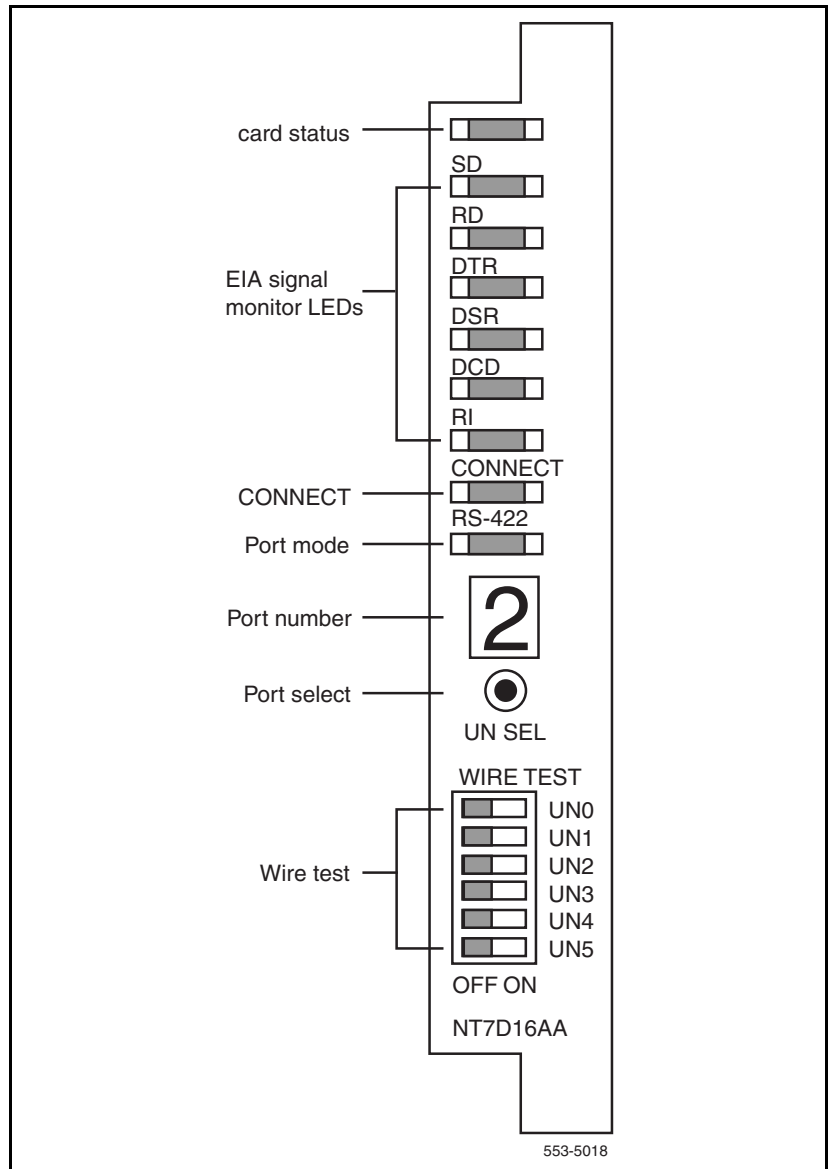 card status
SD
RD
DTR
EIA signal
monitor LEDs
DSR
DCD
RI
CONNECT
CONNECT
RS-422
Port mode
2
Port number
Port select
UN SEL
WIRE TEST
UN0
UN1
UN2
Wire test
UN3
UN4
UN5
OFF ON
NT7D16AA
553-5018